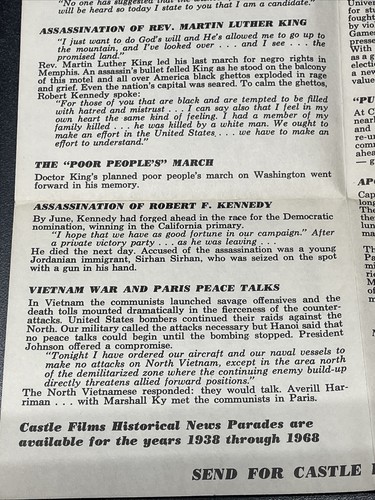 "No one has suggested that
will be heard so today I state to you that I am a candidate."
ASSASSINATION OF REV. MARTIN LUTHER KING
"I just want to do God's will and He's allowed me to go up
to the mountain, and I've looked over . . . and I see . . . the
promised land."
Rev. Martin Luther King led his last march for negro rights in
Memphis. An assassin's bullet felled King as he stood on the balcony
of this motel and all over America black ghettos exploded in rage
and grief. Even the nation's capital was seared. To calm the ghettos,
Robert Kennedy spoke:
"For those of you that are black and are tempted to be filled
with hatred and mistrust . . . I can say also that I feel in my
own heart the same kind of feeling. I had a member of my
family killed . . . he was killed by a white man. We ought to
make an effort in the United States, . . . we have to make an
effort to understand."
THE "POOR PEOPLE'S" MARCH
Doctor King's planned poor people's march on Washington went
forward in his memory.
ASSASSINATION OF ROBERT F. KENNEDY
By June, Kennedy had forged ahead in the race for the Democratic
nomination, winning in the California primary.
"I hope that we have as good fortune in our campaign." After
a private victory party . . . as he was leaving . . .
He died the next day. Accused of the assassination was a young
Jordanian immigrant, Sirhan Sirhan, who was seized on the spot
with a gun in his hand.
VIETNAM WAR AND PARIS PEACE TALKS
In Vietnam the communists launched savage offensives and the
death tolls mounted dramatically in the fierceness of the counter-
attacks. United States bombers continued their raids against the
North. Our military called the attacks necessary but Hanoi said that
no peace talks could begin until the bombing stopped. President
Johnson offered a compromise.
"Tonight I have ordered our aircraft and our naval vessels to
make no attacks on North Vietnam, except in the area north
of the demilitarized zone where the continuing enemy build-up
directly threatens allied forward positions."
The North Vietnamese responded: they would talk. Averill Har-
riman . . . with Marshall Ky met the communists in Paris.
Castle Films Historical News Parades are
available for the years 1938 through 1968
SEND FOR CASTLE